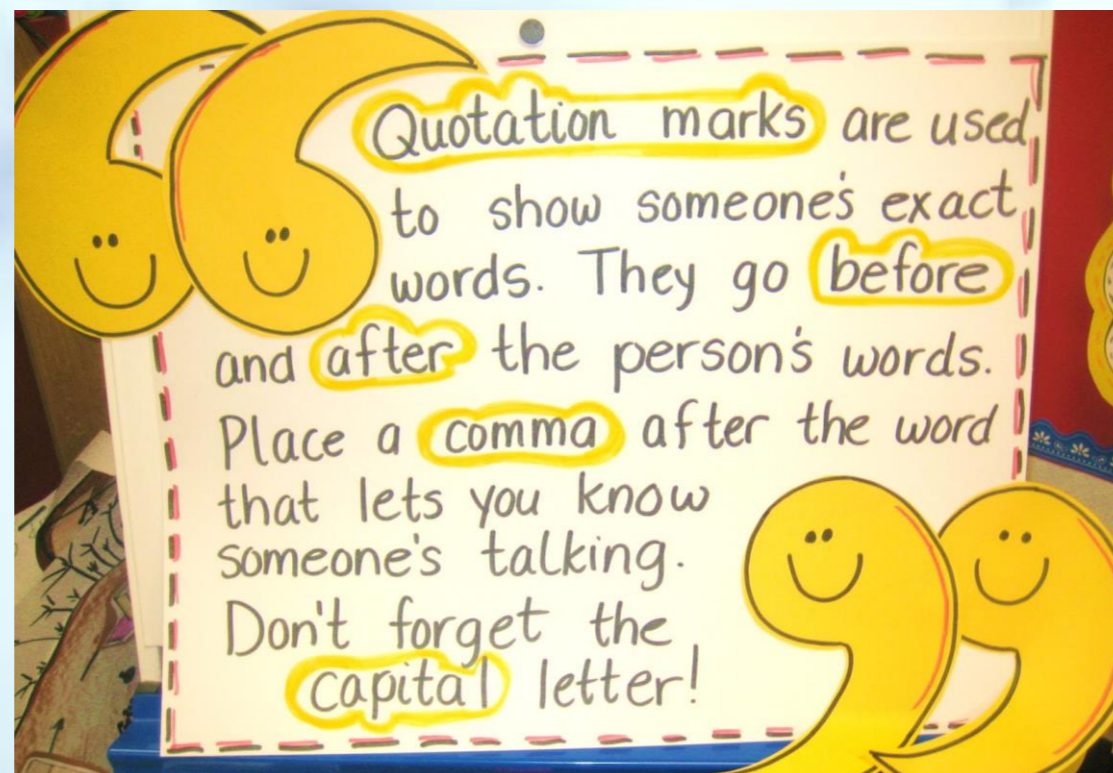 Quotation marks are used
to show someone's exact
words. They go before
and after the person's words.
Place a comma after the word
that lets you know
someone's talking.
Don't forget the
capital letter!